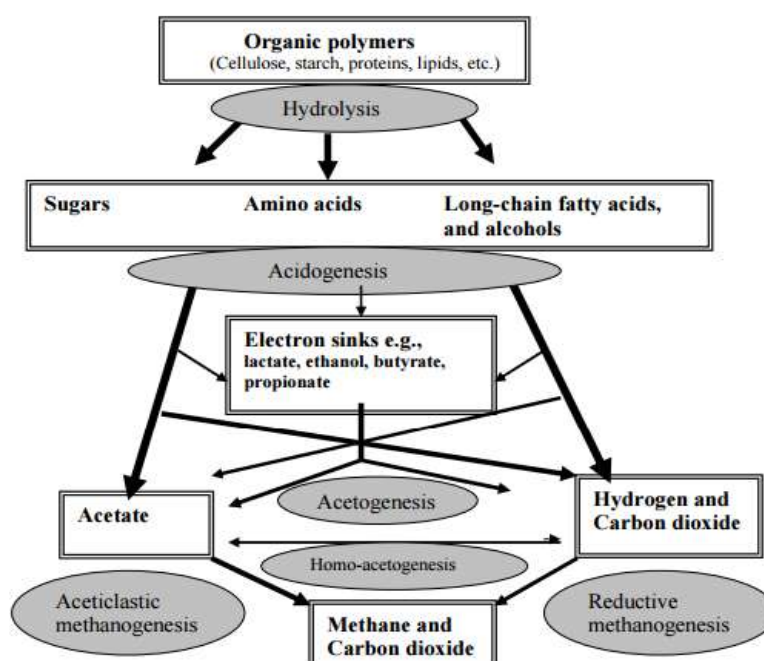 Organic polymers
(Cellulose, starch, proteins, lipids, etc.)
Hydrolysis
Sugars
Amino acids
Long-chain fatty acids,
and alcohols
Acidogenesis
Electron sinks e.g.,
lactate, ethanol, butyrate,
propionate
Acetate
Acetogenesis
Hydrogen and
Carbon dioxide
Homo-acetogenesis
Aceticlastic
methanogenesis
Methane and
Carbon dioxide
Reductive
methanogenesis